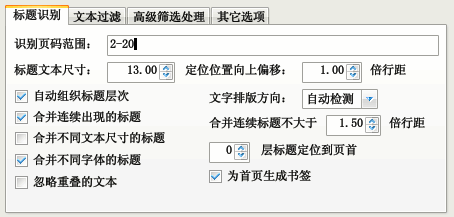 标题识别 文本过滤 高级筛选处理 其它选项
识别页码范围： 2-20
标题文本尺寸： 13.00 定位位置向上偏移： 1.00 倍行距
自动组织标题层次 文字排版方向： 自动检测
合并连续出现的标题 合并连续标题不大于 1.50 倍行距
合并不同文本尺寸的标题
合并不同字体的标题 0 层标题定位到页首
忽略重叠的文本 为首页生成书签